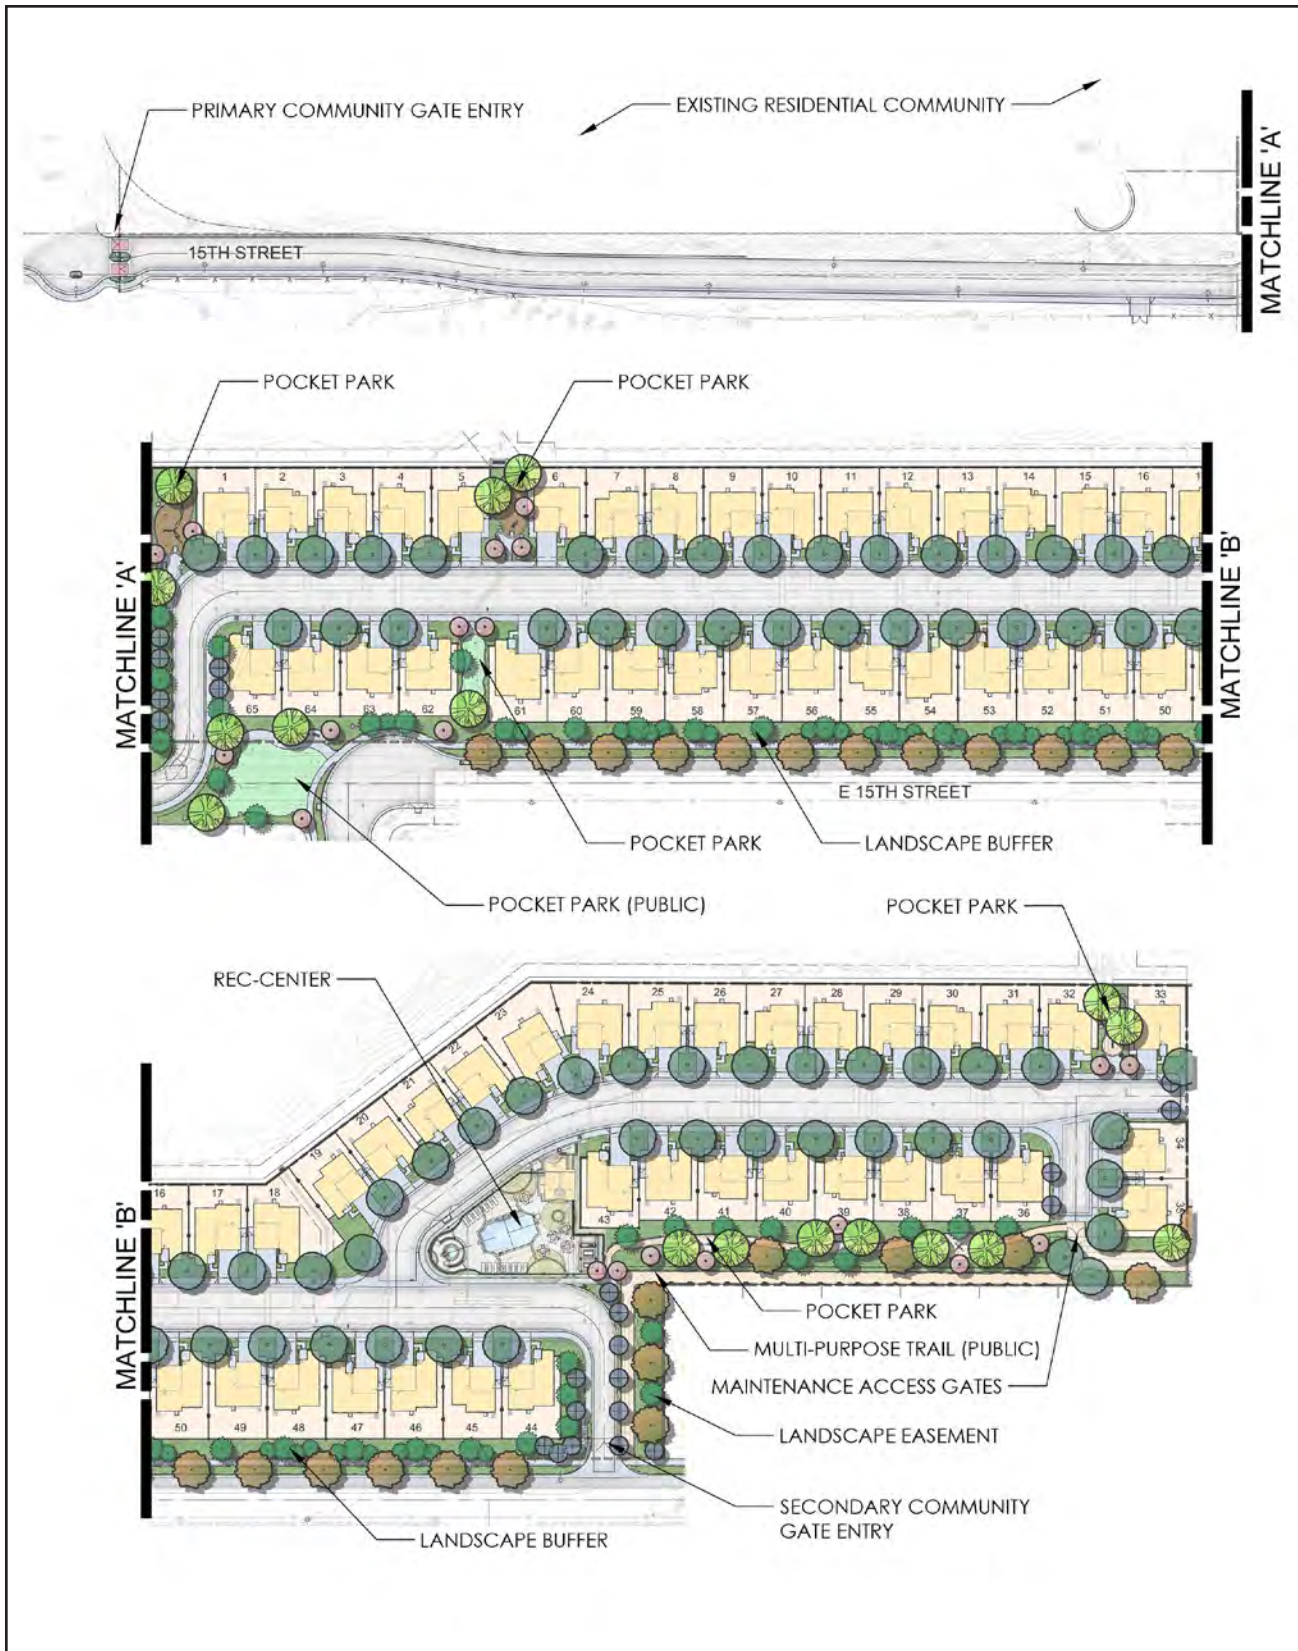 PRIMARY COMMUNITY GATE ENTRY
EXISTING RESIDENTIAL COMMUNITY
MATCHLINE 'A'
15TH STREET
POCKET PARK
POCKET PARK
MATCHLINE 'A'
1 2 3 4 5 6 7 8 9 10 11 12 13 14 15 16
MATCHLINE 'B'
65 64 63 62 61 60 59 58 57 56 55 54 53 52 51 50
E 15TH STREET
POCKET PARK
LANDSCAPE BUFFER
POCKET PARK (PUBLIC)
POCKET PARK
REC-CENTER
24 25 26 27 28 29 30 31 32 33
23
22
21
20
19
34
35
16 17 18
43 42 41 40 39 38 37 36
MATCHLINE 'B'
POCKET PARK
MULTI-PURPOSE TRAIL (PUBLIC)
MAINTENANCE ACCESS GATES
50 49 48 47 46 45 44
LANDSCAPE EASEMENT
SECONDARY COMMUNITY
GATE ENTRY
LANDSCAPE BUFFER